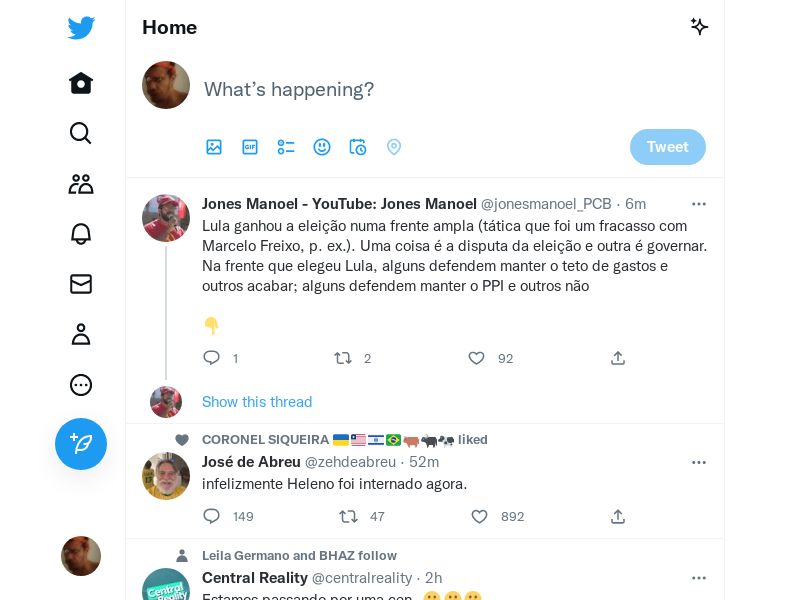 Home
What's happening?
GIF
Tweet
Jones Manoel - YouTube: Jones Manoel @jonesmanoel_PCB · 6m
Lula ganhou a eleição numa frente ampla (tática que foi um fracasso com
Marcelo Freixo, p. ex.). Uma coisa é a disputa da eleição e outra é governar.
Na frente que elegeu Lula, alguns defendem manter o teto de gastos e
outros acabar; alguns defendem manter o PPI e outros não
👇
1 2 92
Show this thread
CORONEL SIQUEIRA 🇺🇦🇱🇷🇮🇱🇧🇷🐂🐃🐄 liked
José de Abreu @zehdeabreu · 52m
infelizmente Heleno foi internado agora.
149 47 892
Leila Germano and BHAZ follow
Central Reality @centralreality · 2h
Central
Reality
Estamos passando por uma